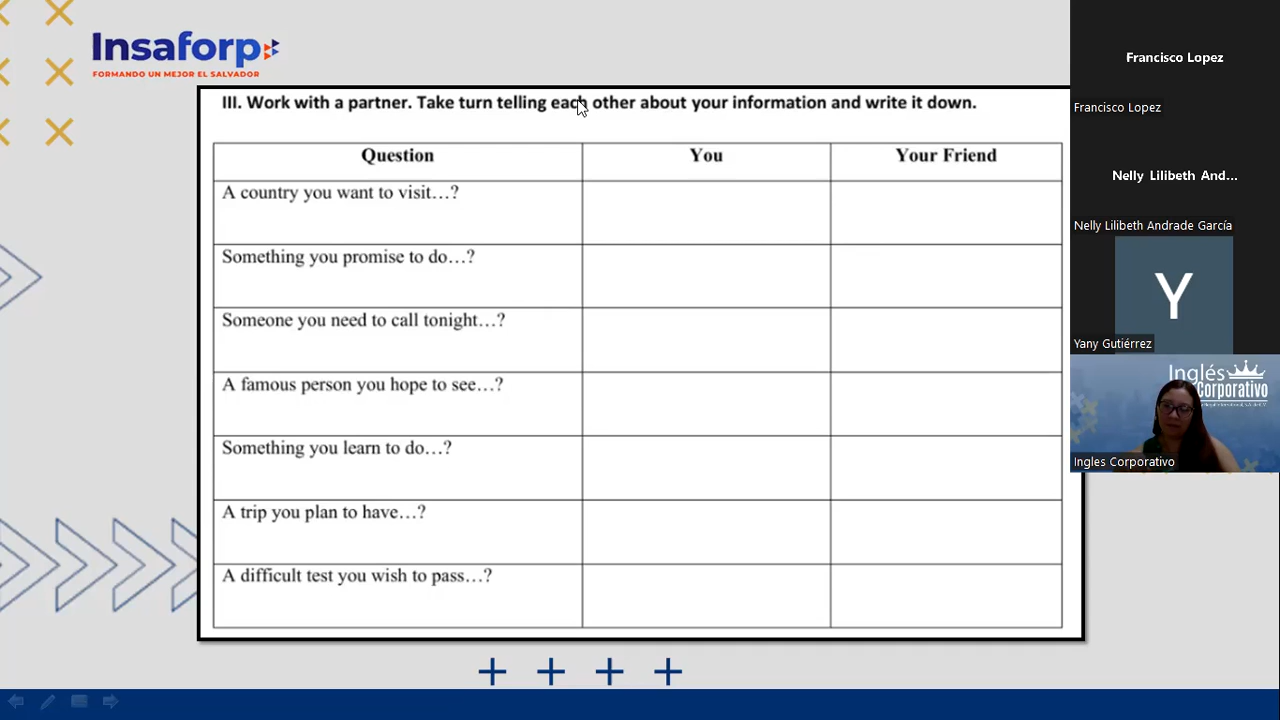 Insaforp
FORMANDO UN MEJOR EL SALVADOR
III. Work with a partner. Take turn telling each other about your information and write it down.
Question You Your Friend
A country you want to visit…?
Something you promise to do…?
Someone you need to call tonight…?
A famous person you hope to see…?
Something you learn to do…?
A trip you plan to have…?
A difficult test you wish to pass…?
Francisco Lopez
Francisco Lopez
Nelly Lilibeth And...
Nelly Lilibeth Andrade García
Y
Yany Gutiérrez
Inglés
Corporativo
Ingles Corporativo